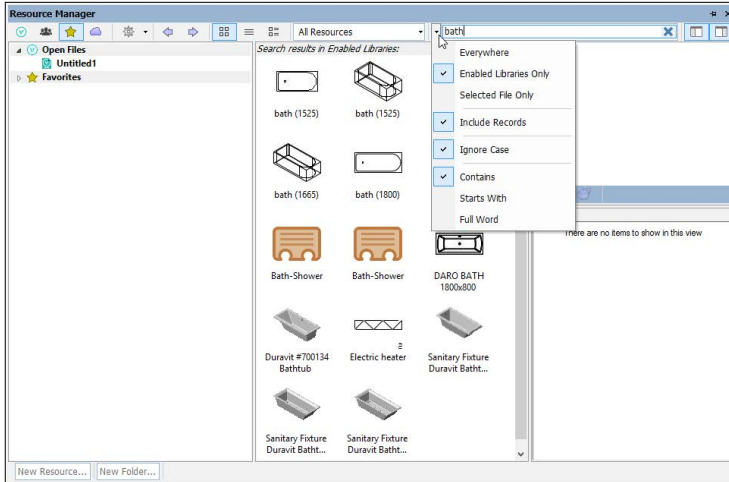 Resource Manager
All Resources
bath
Open Files
Untitled1
Favorites
Search results in Enabled Libraries:
bath (1525)
bath (1525)
bath (1665)
bath (1800)
Bath-Shower
Bath-Shower
DARO BATH
1800x800
Duravit #700134
Bathtub
Electric heater
Sanitary Fixture
Duravit Batht...
Sanitary Fixture
Duravit Batht...
Sanitary Fixture
Duravit Batht...
Everywhere
Enabled Libraries Only
Selected File Only
Include Records
Ignore Case
Contains
Starts With
Full Word
There are no items to show in this view
New Resource...
New Folder...